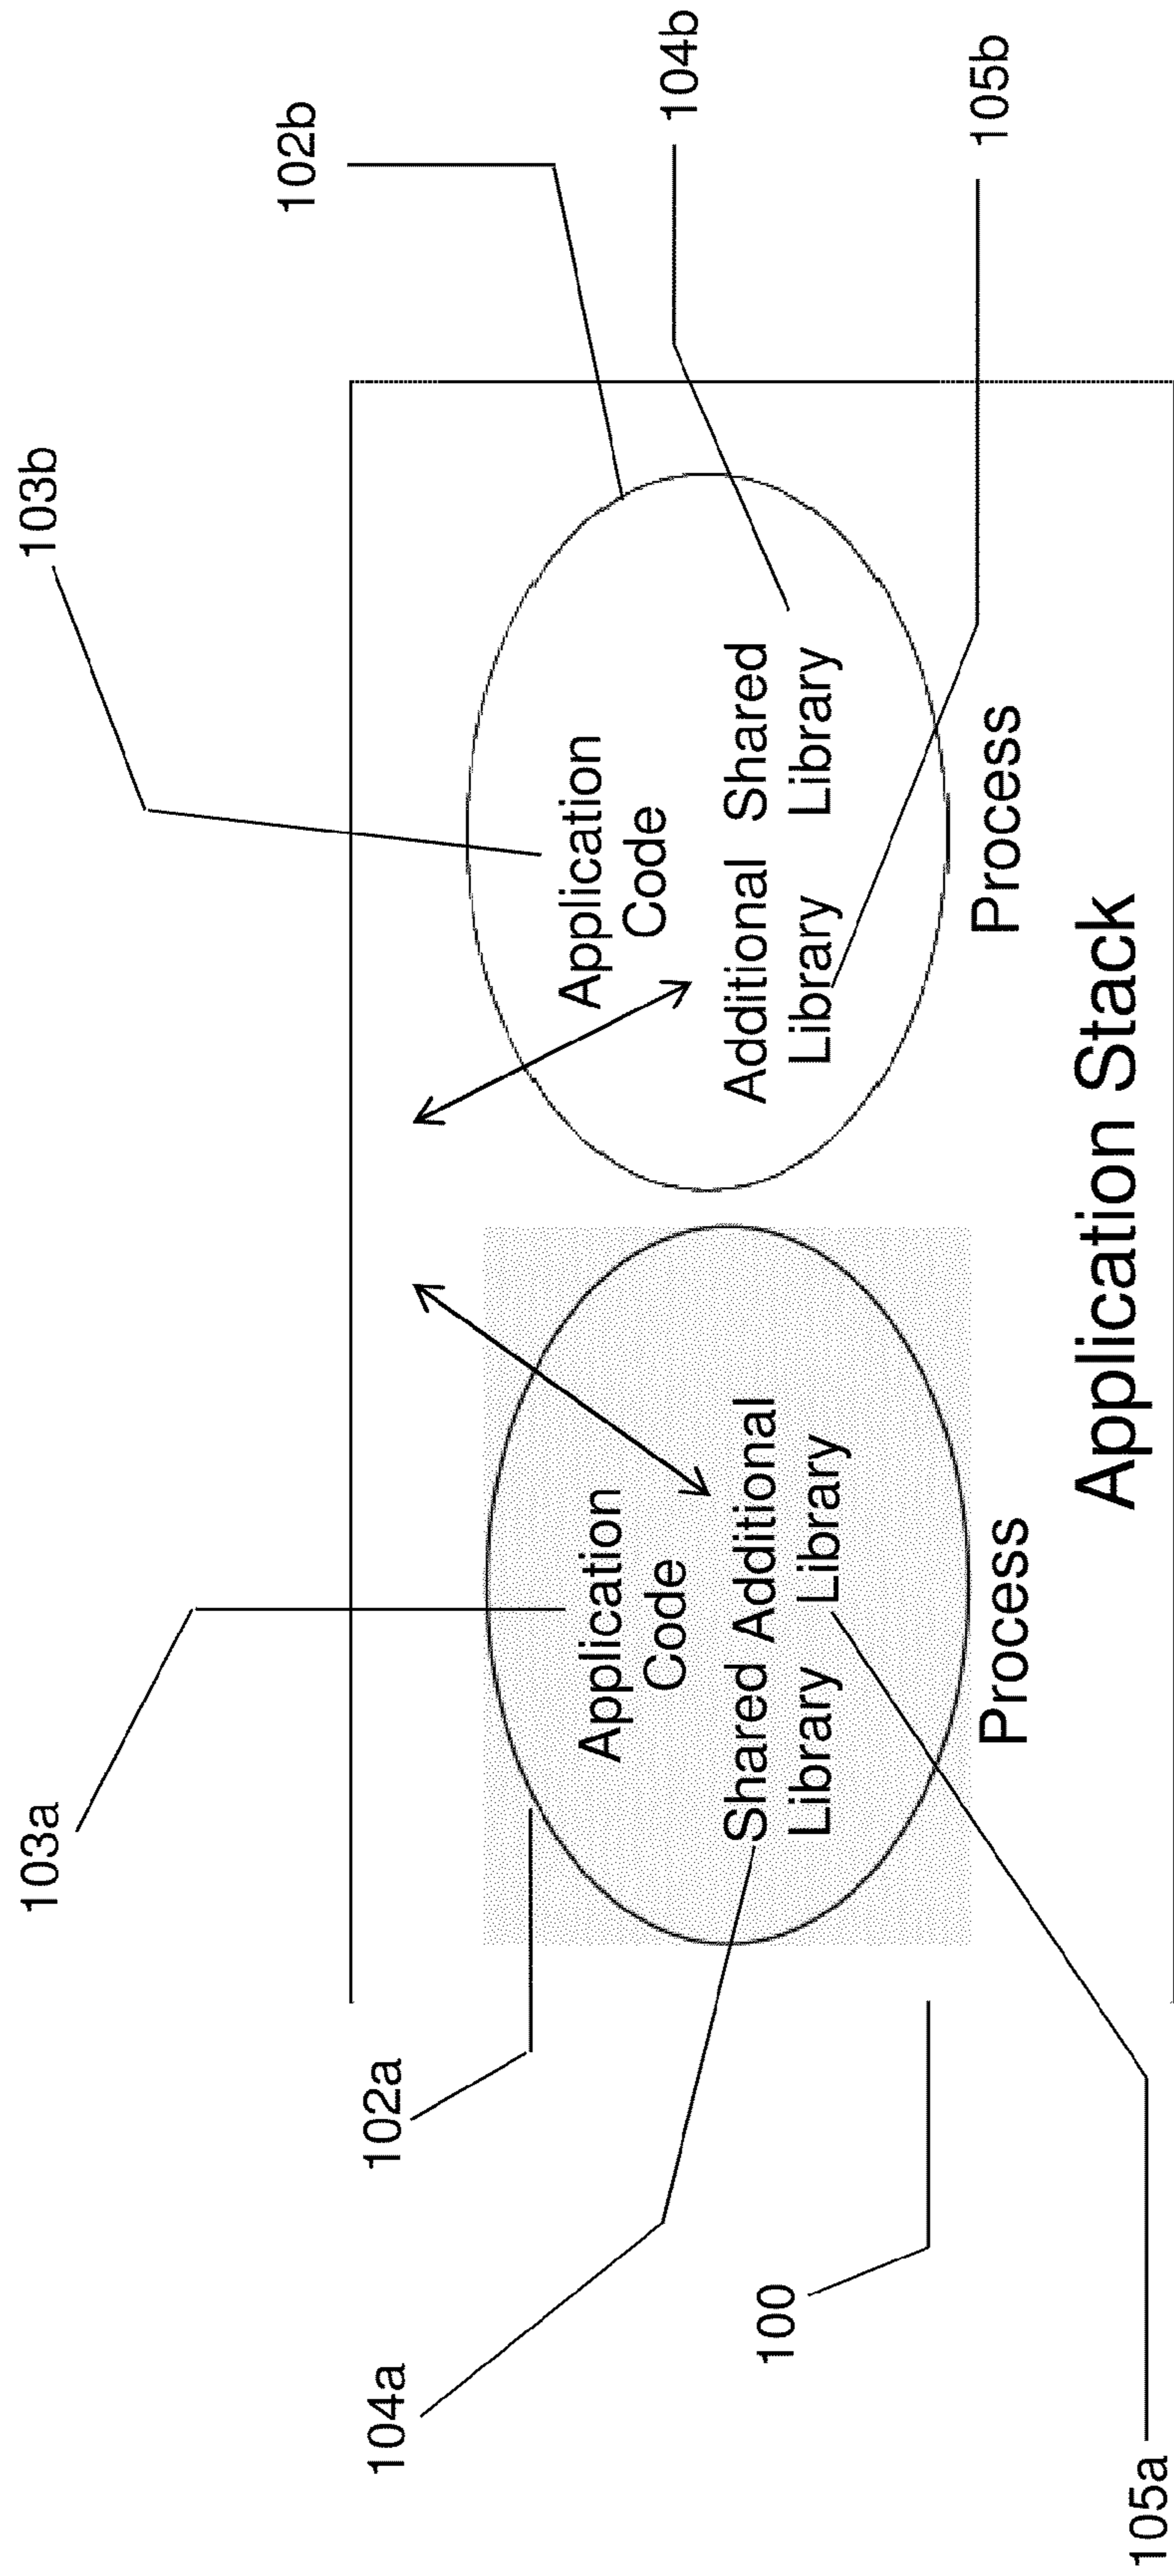 103a
103b
102b
102a
104a
104b
100
105a
105b
Application
Code
Shared Additional
Library Library
Process
Application
Code
Additional Shared
Library Library
Process
Application Stack